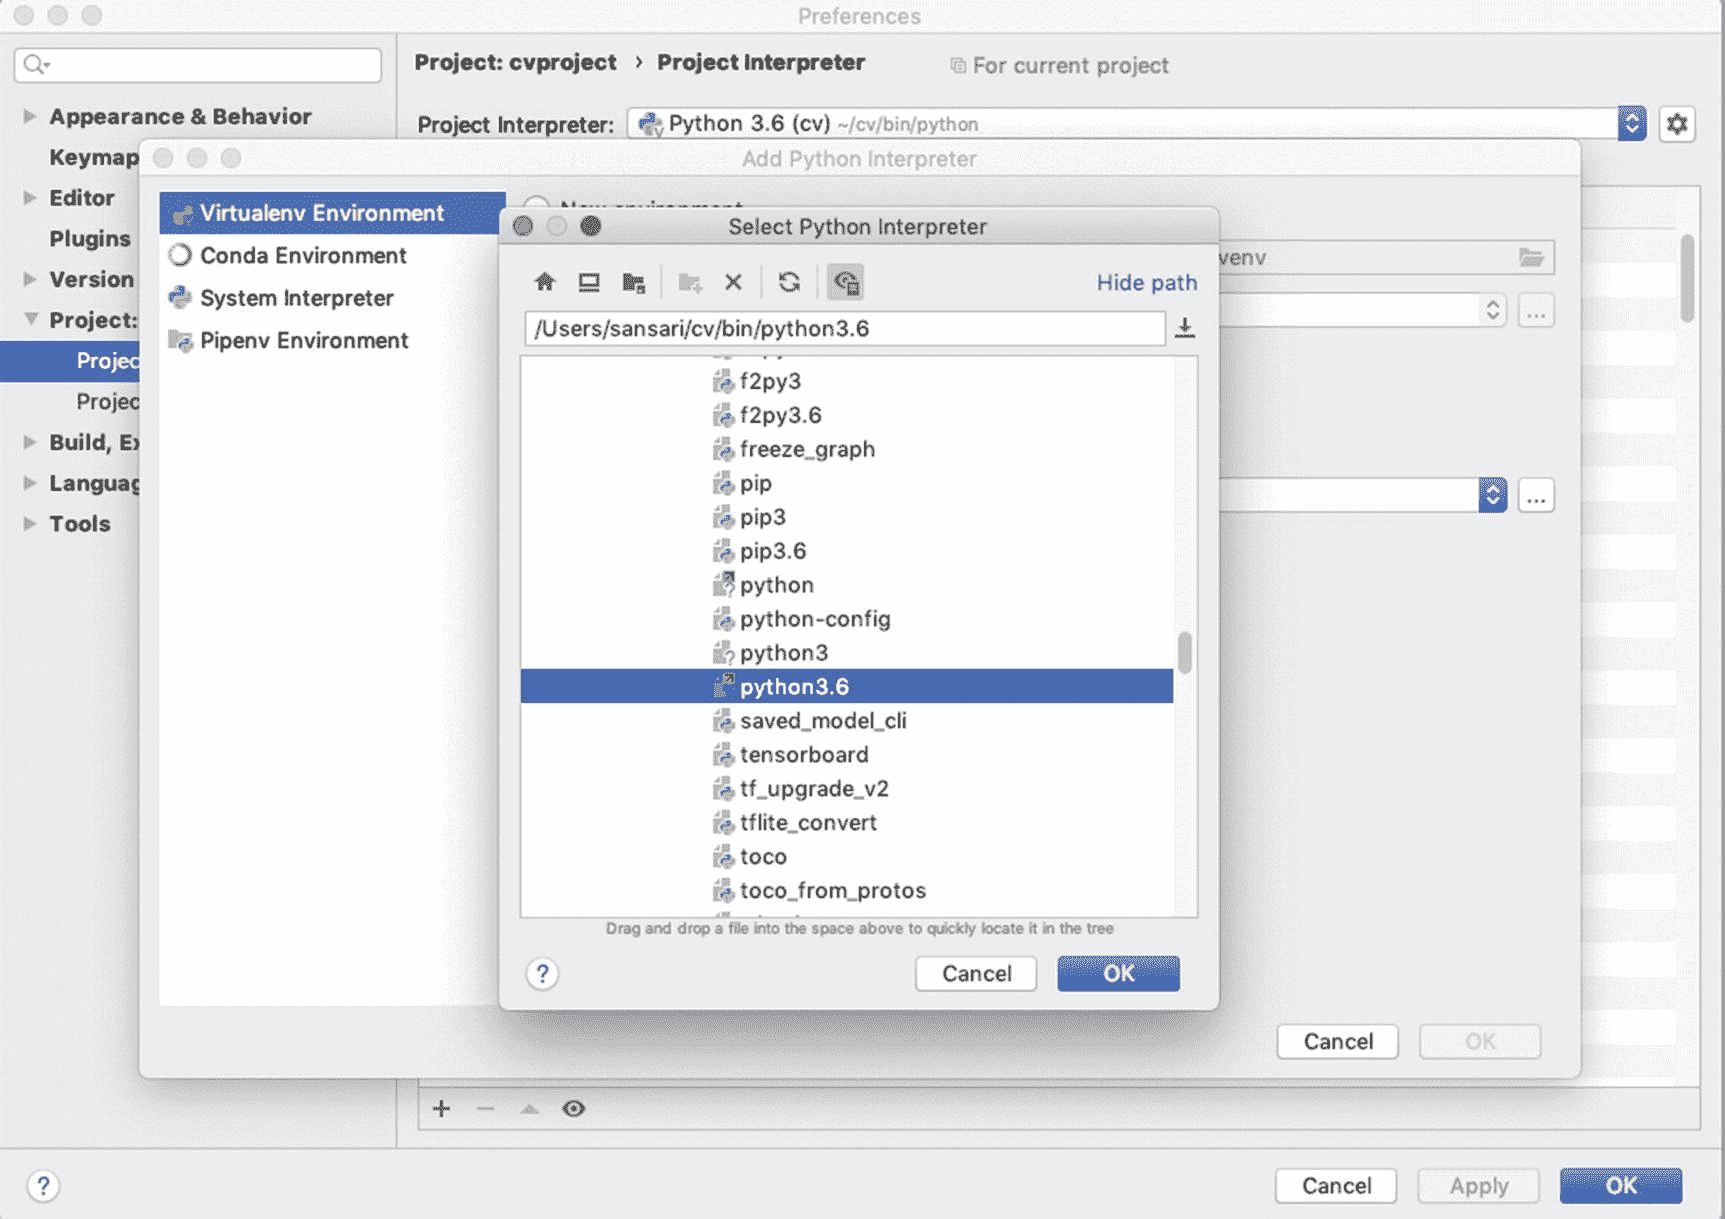 Preferences
Project: cvproject › Project Interpreter
For current project
Project Interpreter: Python 3.6 (cv) ~/cv/bin/python
Appearance & Behavior
Keymap
Editor
Plugins
Version
Project:
Projec
Projec
Build, Ex
Languag
Tools
Add Python Interpreter
Virtualenv Environment
Conda Environment
System Interpreter
Pipenv Environment
New environment
venv
...
...
Select Python Interpreter
Hide path
/Users/sansari/cv/bin/python3.6
f2py3
f2py3.6
freeze_graph
pip
pip3
pip3.6
python
python-config
python3
python3.6
saved_model_cli
tensorboard
tf_upgrade_v2
tflite_convert
toco
toco_from_protos
Drag and drop a file into the space above to quickly locate it in the tree
? Cancel OK
Cancel OK
? Cancel Apply OK